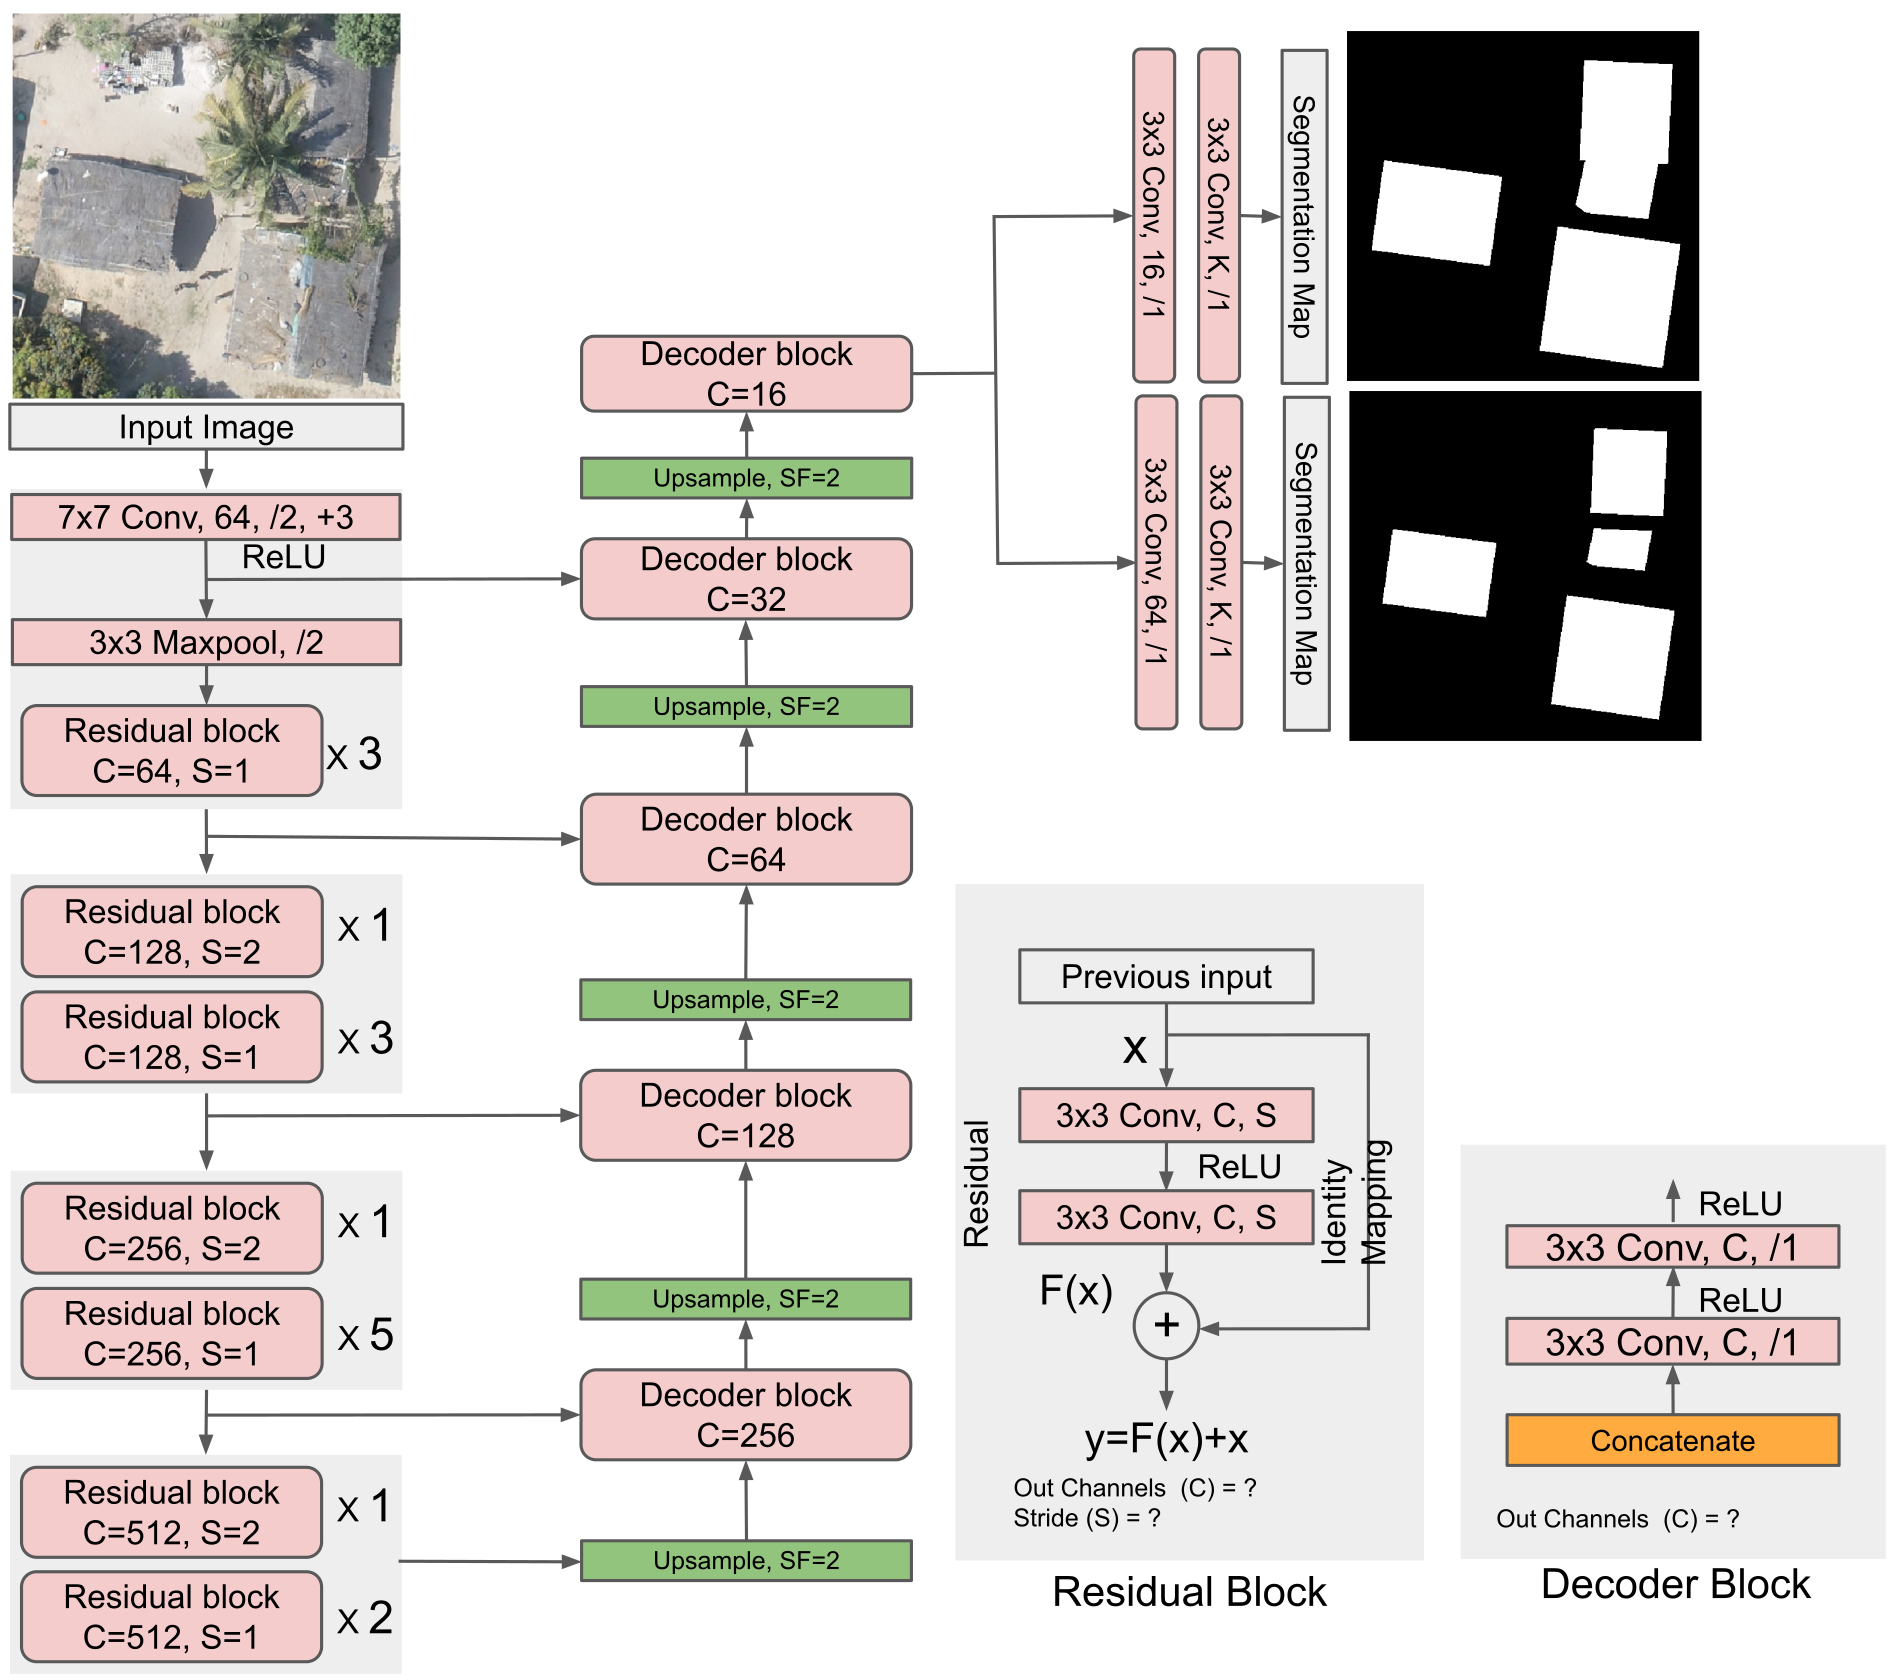 Input Image
7x7 Conv, 64, /2, +3
ReLU
3x3 Maxpool, /2
Residual block
C=64, S=1
x 3
Residual block
C=128, S=2
x 1
Residual block
C=128, S=1
x 3
Residual block
C=256, S=2
x 1
Residual block
C=256, S=1
x 5
Residual block
C=512, S=2
x 1
Residual block
C=512, S=1
x 2
Decoder block
C=16
Upsample, SF=2
Decoder block
C=32
Upsample, SF=2
Decoder block
C=64
Upsample, SF=2
Decoder block
C=128
Upsample, SF=2
Decoder block
C=256
Upsample, SF=2
3x3 Conv, 16, /1
3x3 Conv, K, /1
Segmentation Map
3x3 Conv, 64, /1
3x3 Conv, K, /1
Segmentation Map
Previous input
x
3x3 Conv, C, S
ReLU
3x3 Conv, C, S
Residual
Identity
Mapping
F(x)
+
y=F(x)+x
Out Channels (C) = ?
Stride (S) = ?
Residual Block
ReLU
3x3 Conv, C, /1
ReLU
3x3 Conv, C, /1
Concatenate
Out Channels (C) = ?
Decoder Block